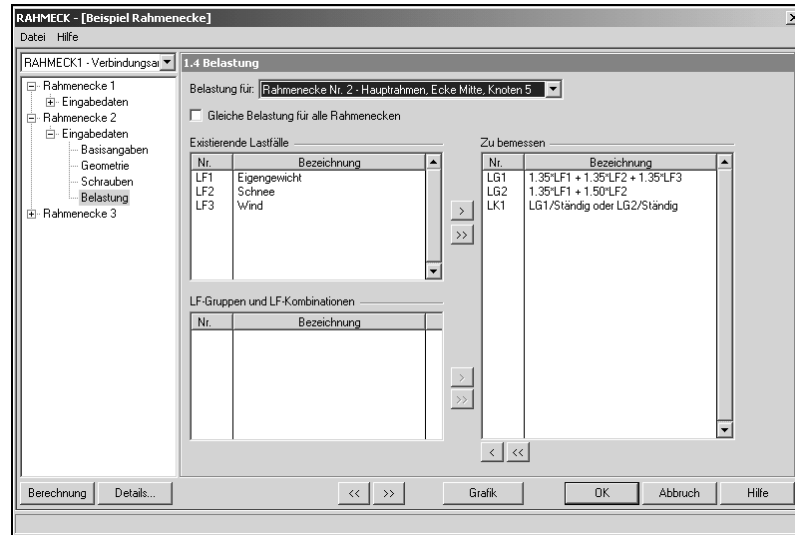 RAHMECK - [Beispiel Rahmenecke]
Datei Hilfe
RAHMECK1 - Verbindungsar
Rahmenecke 1
Eingabedaten
Rahmenecke 2
Eingabedaten
Basisangaben
Geometrie
Schrauben
Belastung
Rahmenecke 3
1.4 Belastung
Belastung für: Rahmenecke Nr. 2 - Hauptrahmen, Ecke Mitte, Knoten 5
Gleiche Belastung für alle Rahmenecken
Existierende Lastfälle
Nr. Bezeichnung
LF1 Eigengewicht
LF2 Schnee
LF3 Wind
> 
>>
LF-Gruppen und LF-Kombinationen
Nr. Bezeichnung
>
>>
Zu bemessen
Nr. Bezeichnung
LG1 1.35*LF1 + 1.35*LF2 + 1.35*LF3
LG2 1.35*LF1 + 1.50*LF2
LK1 LG1/Ständig oder LG2/Ständig
< <<
Berechnung Details... << >> Grafik OK Abbruch Hilfe